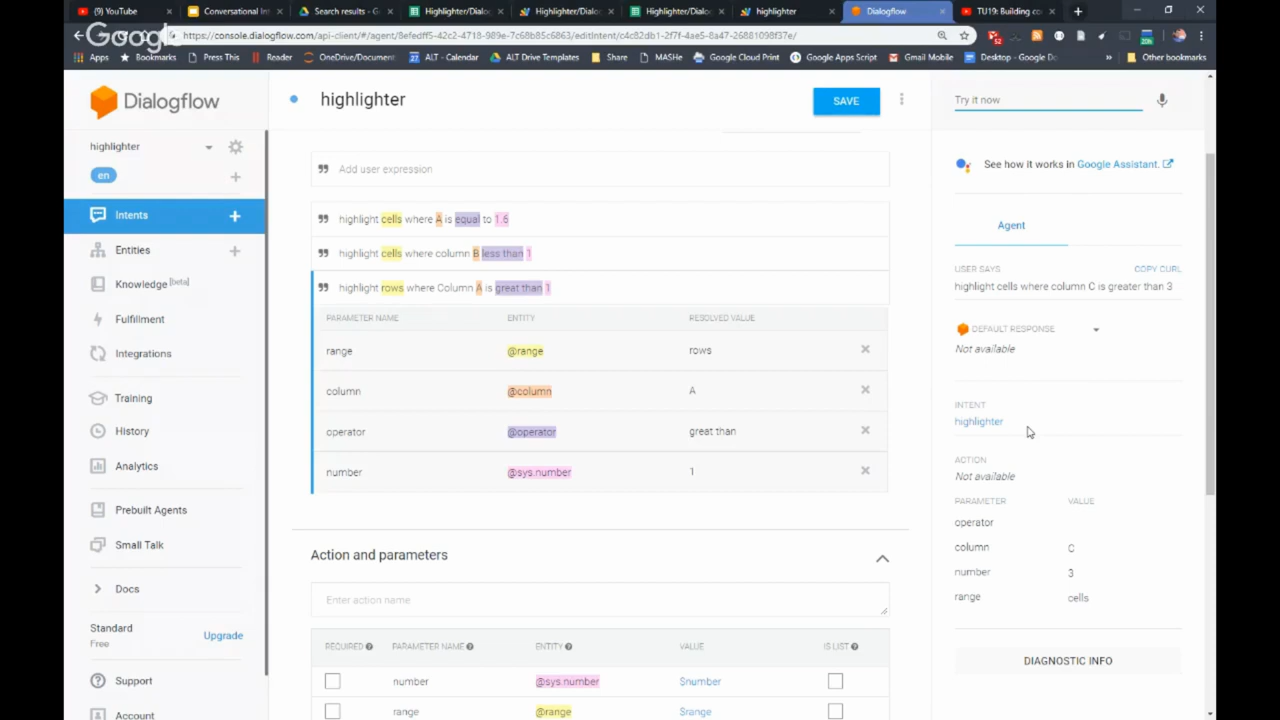 (2) YouTube
Conversational Int
Search results - G
Highlighter/Dialo
Highlighter/Dialo
Highlighter/Dialo
highlighter
Dialogflow
TU19: Building co
Google
https://console.dialogflow.com/api-client/#/agent/8efedff5-42c2-4718-989e-7c68b85c6863/editIntent/c4c82db1-2f7f-4ae5-8a47-26881098f37e/
Apps
Bookmarks
Press This
Reader
OneDrive/Document
ALT - Calendar
ALT Drive Templates
Share
MASHe
Google Cloud Print
Google Apps Script
Gmail Mobile
Desktop - Google Do
»
Other bookmarks
Dialogflow
highlighter
SAVE
Try it now
highlighter
en
See how it works in Google Assistant.
Add user expression
Intents
highlight cells where A is equal to 1.6
Agent
Entities
highlight cells where column B less than 1
USER SAYS
COPY CURL
Knowledge [beta]
highlight rows where Column A is great than 1
highlight cells where column C is greater than 3
Fulfillment
PARAMETER NAME ENTITY RESOLVED VALUE
DEFAULT RESPONSE
Integrations
range @range rows
Not available
Training
column @column A
INTENT
highlighter
History
operator @operator great than
Analytics
number @sys.number 1
ACTION
Not available
Prebuilt Agents
PARAMETER VALUE
operator
Small Talk
column C
Action and parameters
number 3
Docs
Enter action name
range cells
Standard
Free
Upgrade
REQUIRED PARAMETER NAME ENTITY VALUE IS LIST
DIAGNOSTIC INFO
Support
number @sys.number $number
Account
range @range $range